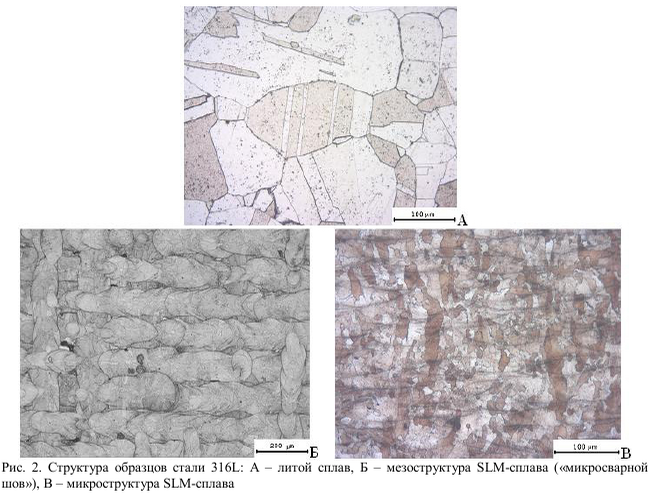 100 μm
А
200 μm
Б
100 μm
В
Рис. 2. Структура образцов стали 316L: А – литой сплав, Б – мезоструктура SLM-сплава («микросварной
шов»), В – микроструктура SLM-сплава